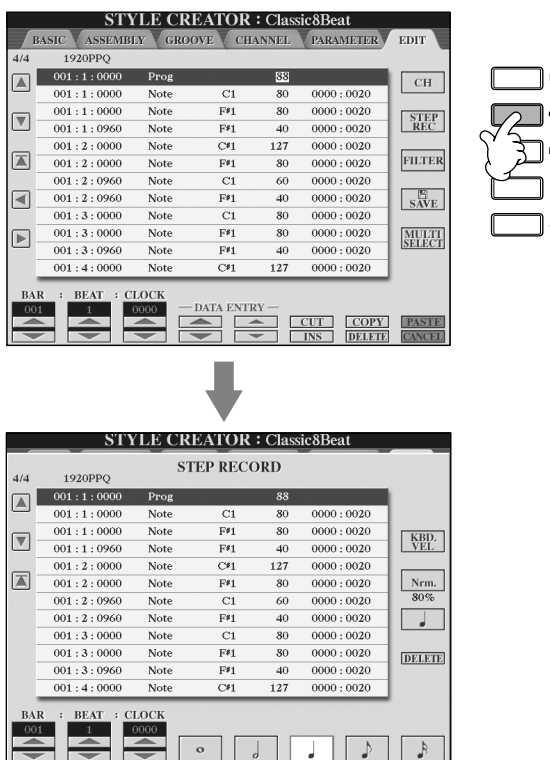 STYLE CREATOR : Classic8Beat
BASIC ASSEMBLY GROOVE CHANNEL PARAMETER EDIT
4/4 1920PPQ
001 : 1 : 0000 Prog 88
001 : 1 : 0000 Note C1 80 0000 : 0020
001 : 1 : 0000 Note F#1 80 0000 : 0020
001 : 1 : 0960 Note F#1 40 0000 : 0020
001 : 2 : 0000 Note C#1 127 0000 : 0020
001 : 2 : 0000 Note F#1 80 0000 : 0020
001 : 2 : 0960 Note C1 60 0000 : 0020
001 : 2 : 0960 Note F#1 40 0000 : 0020
001 : 3 : 0000 Note C1 80 0000 : 0020
001 : 3 : 0000 Note F#1 80 0000 : 0020
001 : 3 : 0960 Note F#1 40 0000 : 0020
001 : 4 : 0000 Note C#1 127 0000 : 0020
CH
STEP
REC
FILTER
SAVE
MULTI
SELECT
BAR : BEAT : CLOCK
001 1 0000
DATA ENTRY
CUT COPY PASTE
INS DELETE CANCEL
STYLE CREATOR : Classic8Beat
STEP RECORD
4/4 1920PPQ
001 : 1 : 0000 Prog 88
001 : 1 : 0000 Note C1 80 0000 : 0020
001 : 1 : 0000 Note F#1 80 0000 : 0020
001 : 1 : 0960 Note F#1 40 0000 : 0020
001 : 2 : 0000 Note C#1 127 0000 : 0020
001 : 2 : 0000 Note F#1 80 0000 : 0020
001 : 2 : 0960 Note C1 60 0000 : 0020
001 : 2 : 0960 Note F#1 40 0000 : 0020
001 : 3 : 0000 Note C1 80 0000 : 0020
001 : 3 : 0000 Note F#1 80 0000 : 0020
001 : 3 : 0960 Note F#1 40 0000 : 0020
001 : 4 : 0000 Note C#1 127 0000 : 0020
KBD.
VEL
Nrm.
80%
DELETE
BAR : BEAT : CLOCK
001 1 0000